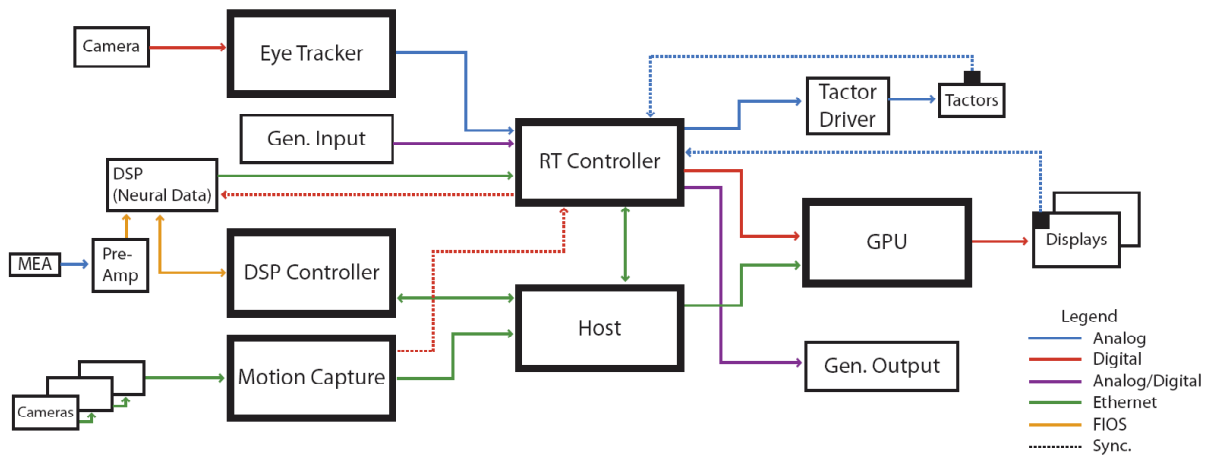 Camera
Eye Tracker
Gen. Input
DSP
(Neural Data)
MEA
Pre-
Amp
DSP Controller
Motion Capture
Cameras
RT Controller
Host
Tactor
Driver
Tactors
GPU
Displays
Gen. Output
Legend
Analog
Digital
Analog/Digital
Ethernet
FIOS
Sync.